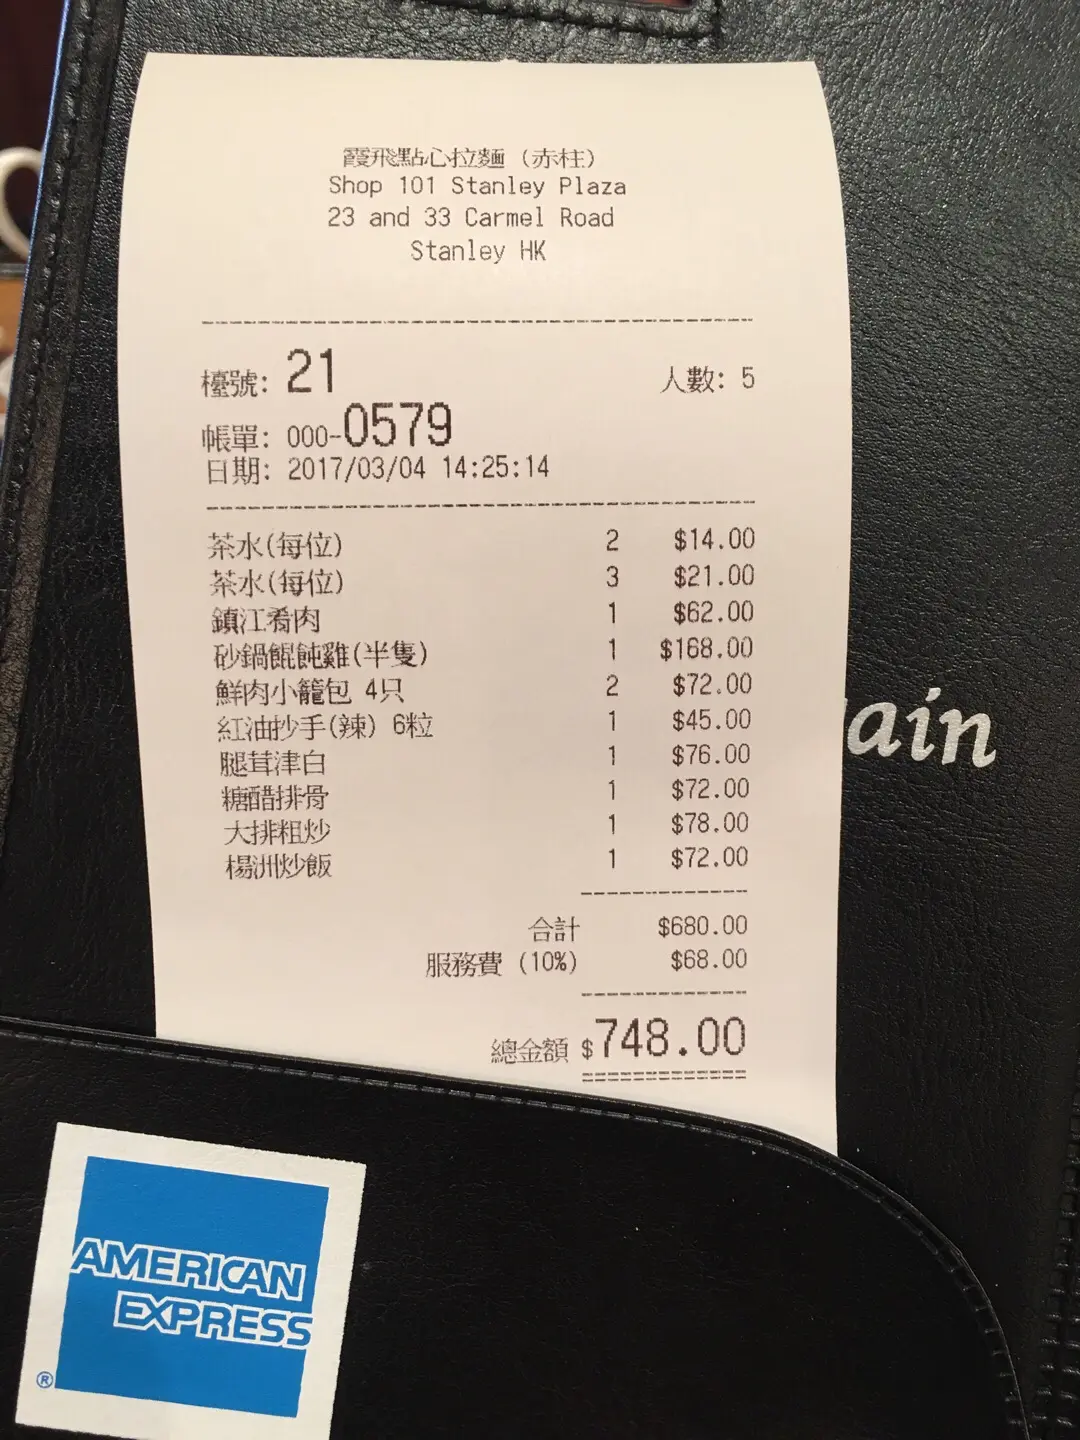 霞飛點心拉麵 (赤柱)
Shop 101 Stanley Plaza
23 and 33 Carmel Road
Stanley HK
檯號: 21 人數: 5
帳單: 000-0579
日期: 2017/03/04 14:25:14
茶水(每位) 2 $14.00
茶水(每位) 3 $21.00
鎮江肴肉 1 $62.00
砂鍋餛飩雞(半隻) 1 $168.00
鮮肉小籠包 4只 2 $72.00
紅油抄手(辣) 6粒 1 $45.00
腿茸津白 1 $76.00
糖醋排骨 1 $72.00
大排粗炒 1 $78.00
楊洲炒飯 1 $72.00
合計 $680.00
服務費 (10%) $68.00
總金額 $748.00
AMERICAN
EXPRESS
®